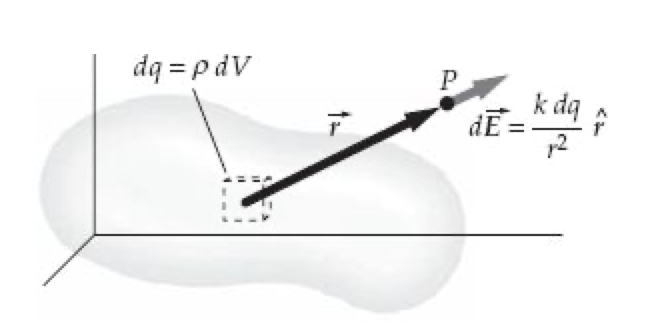 dq = ρ dV
P
r⃗
dE⃗ = k dq / r² r̂